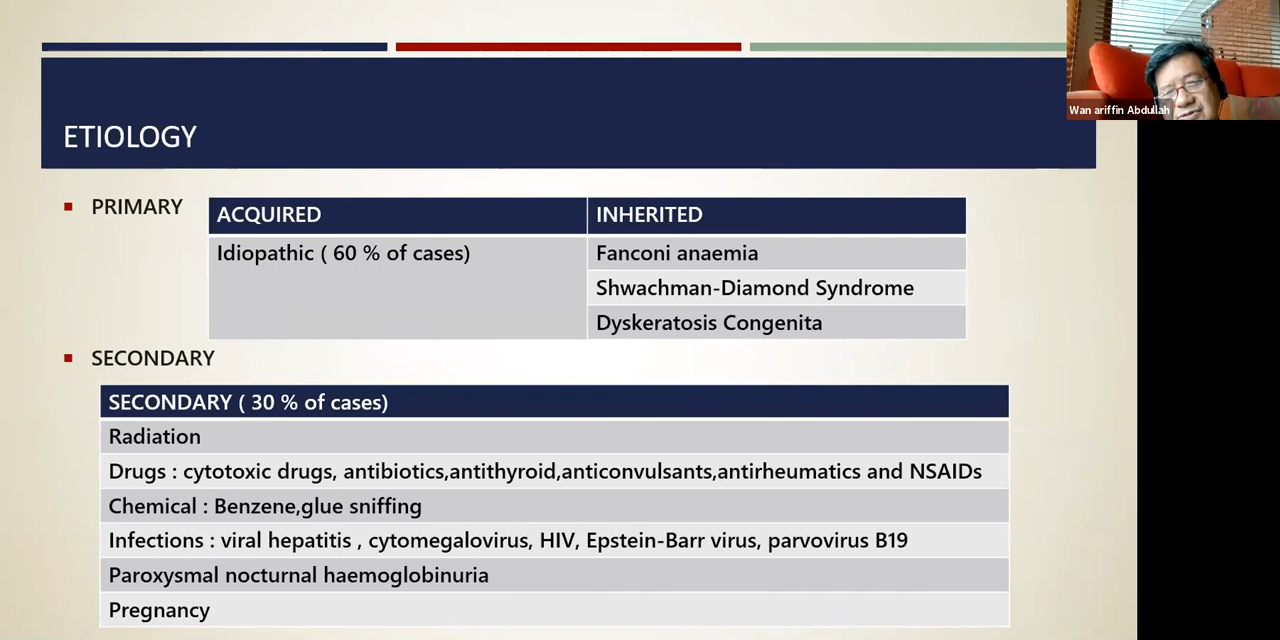 Wan ariffin Abdullah
ETIOLOGY
PRIMARY
ACQUIRED
INHERITED
Idiopathic ( 60 % of cases)
Fanconi anaemia
Shwachman-Diamond Syndrome
Dyskeratosis Congenita
SECONDARY
SECONDARY ( 30 % of cases)
Radiation
Drugs : cytotoxic drugs, antibiotics,antithyroid,anticonvulsants,antirheumatics and NSAIDs
Chemical : Benzene,glue sniffing
Infections : viral hepatitis , cytomegalovirus, HIV, Epstein-Barr virus, parvovirus B19
Paroxysmal nocturnal haemoglobinuria
Pregnancy